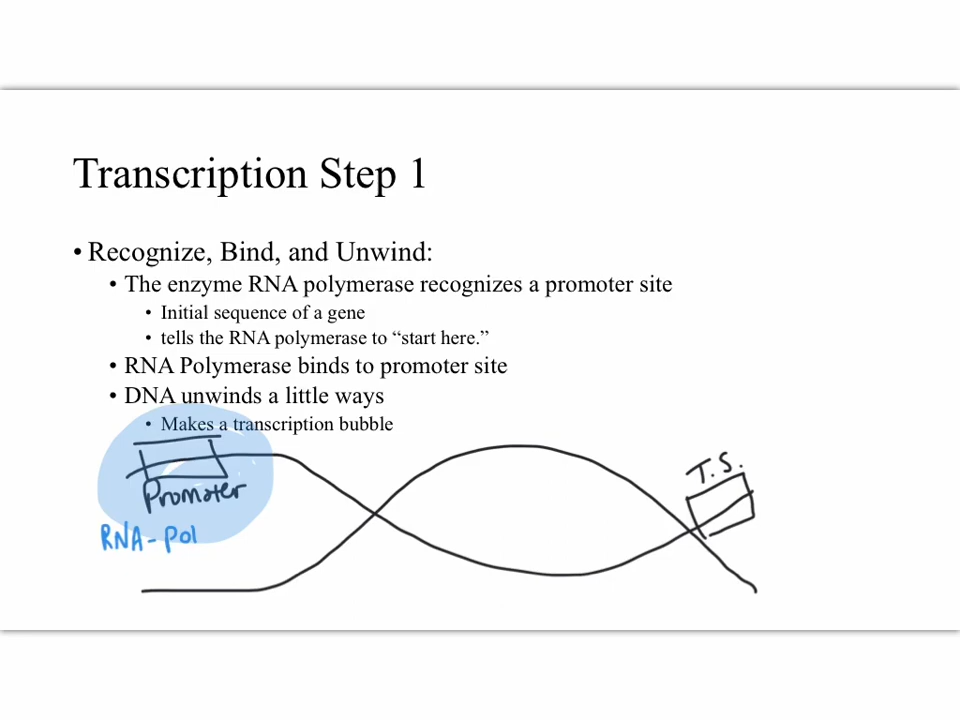 Transcription Step 1
• Recognize, Bind, and Unwind:
• The enzyme RNA polymerase recognizes a promoter site
• Initial sequence of a gene
• tells the RNA polymerase to “start here.”
• RNA Polymerase binds to promoter site
• DNA unwinds a little ways
• Makes a transcription bubble
T.S.
Promoter
RNA-pol